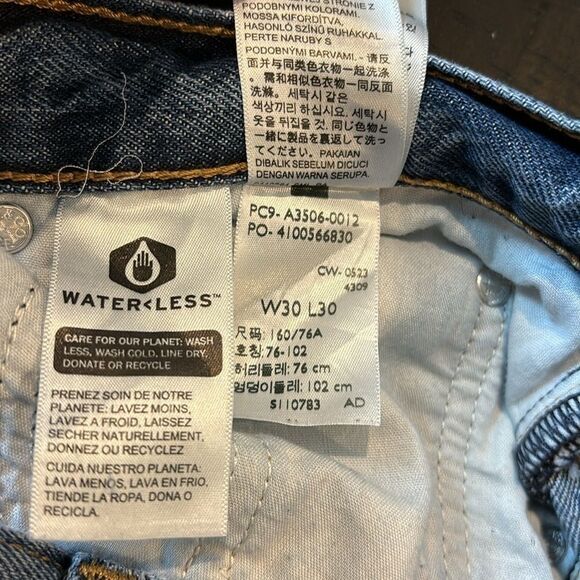 MOSSA KIFORDÍTVA,
HASONLÓ SZÍNŰ RUHÁKKAL.
PERTE NARUBY S
PODOBNÝMI BARVAMI. - 请反
面并与同类色衣物一起洗涤
。需和相似色衣物一同反面
洗滌。 세탁시 같은
색상끼리 하십시요. 세탁시
옷을 뒤집을 것. 同じ色物と
一緒に製品を裏返して洗っ
てください。 PAKAIAN
DIBALIK SEBELUM DICUCI
DENGAN WARNA SERUPA.
WATER<LESS™
CARE FOR OUR PLANET: WASH
LESS, WASH COLD, LINE DRY,
DONATE OR RECYCLE
PRENEZ SOIN DE NOTRE
PLANETE: LAVEZ MOINS,
LAVEZ A FROID, LAISSEZ
SECHER NATURELLEMENT,
DONNEZ OU RECYCLEZ
CUIDA NUESTRO PLANETA:
LAVA MENOS, LAVA EN FRIO,
TIENDE LA ROPA, DONA O
RECICLA.
PC9- A3506-0012
PO- 4100566830
CW- 0523
4309
W30 L30
尺码: 160/76A
호칭: 76-102
허리둘레: 76 cm
엉덩이둘레: 102 cm
S110783 AD